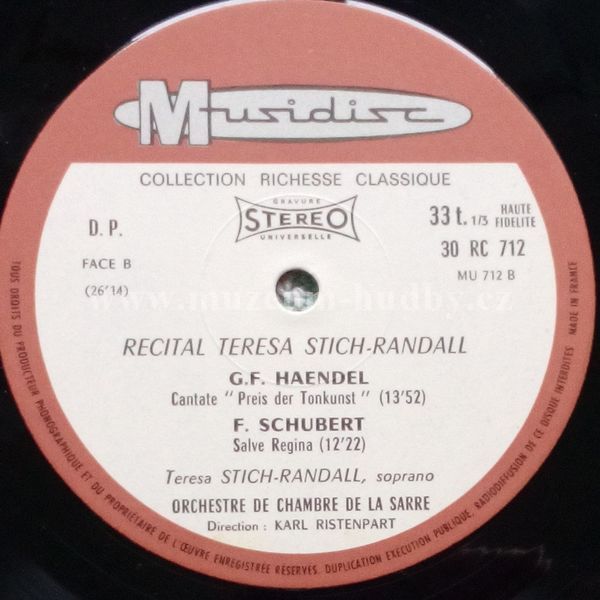 Musidisc
COLLECTION RICHESSE CLASSIQUE
D. P.
GRAVURE
STEREO
UNIVERSELLE
33 t. 1/3 HAUTE FIDELITE
FACE B
30 RC 712
(26'14)
MU 712 B
www.muzeum-hudby.cz
RECITAL TERESA STICH-RANDALL
G.F. HAENDEL
Cantate " Preis der Tonkunst " (13'52)
F. SCHUBERT
Salve Regina (12'22)
Teresa STICH-RANDALL, soprano
ORCHESTRE DE CHAMBRE DE LA SARRE
Direction : KARL RISTENPART
TOUS DROITS DU PRODUCTEUR PHONOGRAPHIQUE ET DU PROPRIÉTAIRE DE L'ŒUVRE ENREGISTRÉE RÉSERVÉS. DUPLICATION EXÉCUTION PUBLIQUE, RADIODIFFUSION DE CE DISQUE INTERDITES MADE IN FRANCE